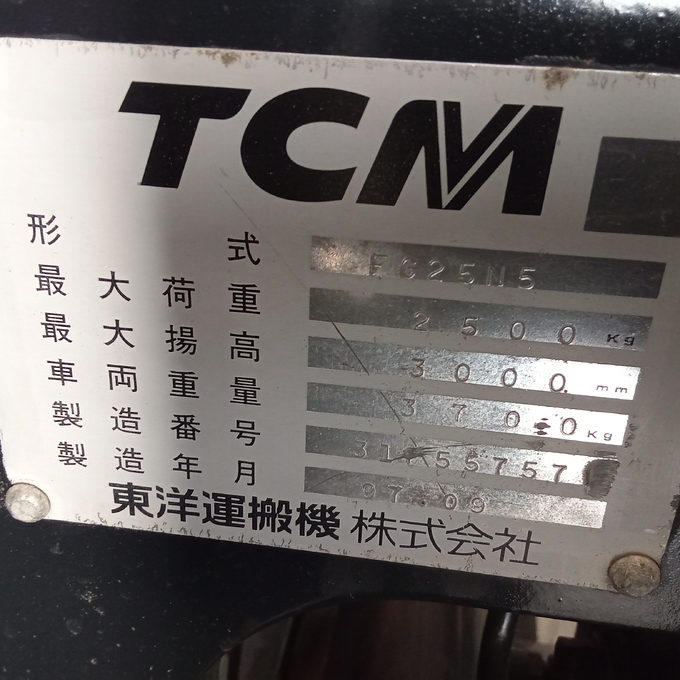 TCM
形式 FG25N5
最大荷重 2500 Kg
最大揚高 3000 mm
車両重量 3700 Kg
製造番号
製造年月 97.09
東洋運搬機株式会社